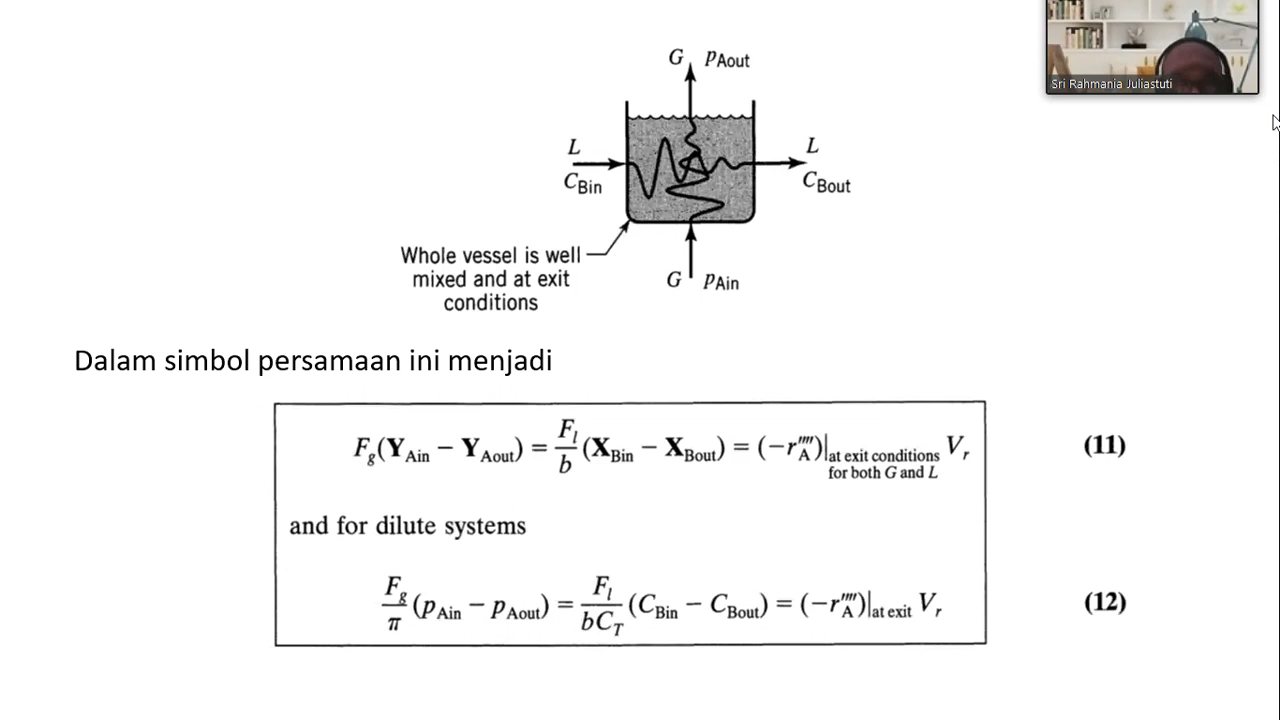 G p_Aout
Sri Rahmania Juliastuti
L
C_Bin
L
C_Bout
Whole vessel is well
mixed and at exit
conditions
G p_Ain
Dalam simbol persamaan ini menjadi
F_g(Y_Ain − Y_Aout) = F_l/b (X_Bin − X_Bout) = (−r_A'''')|at exit conditions for both G and L V_r (11)
and for dilute systems
F_g/π (p_Ain − p_Aout) = F_l/bC_T (C_Bin − C_Bout) = (−r_A'''')|at exit V_r (12)